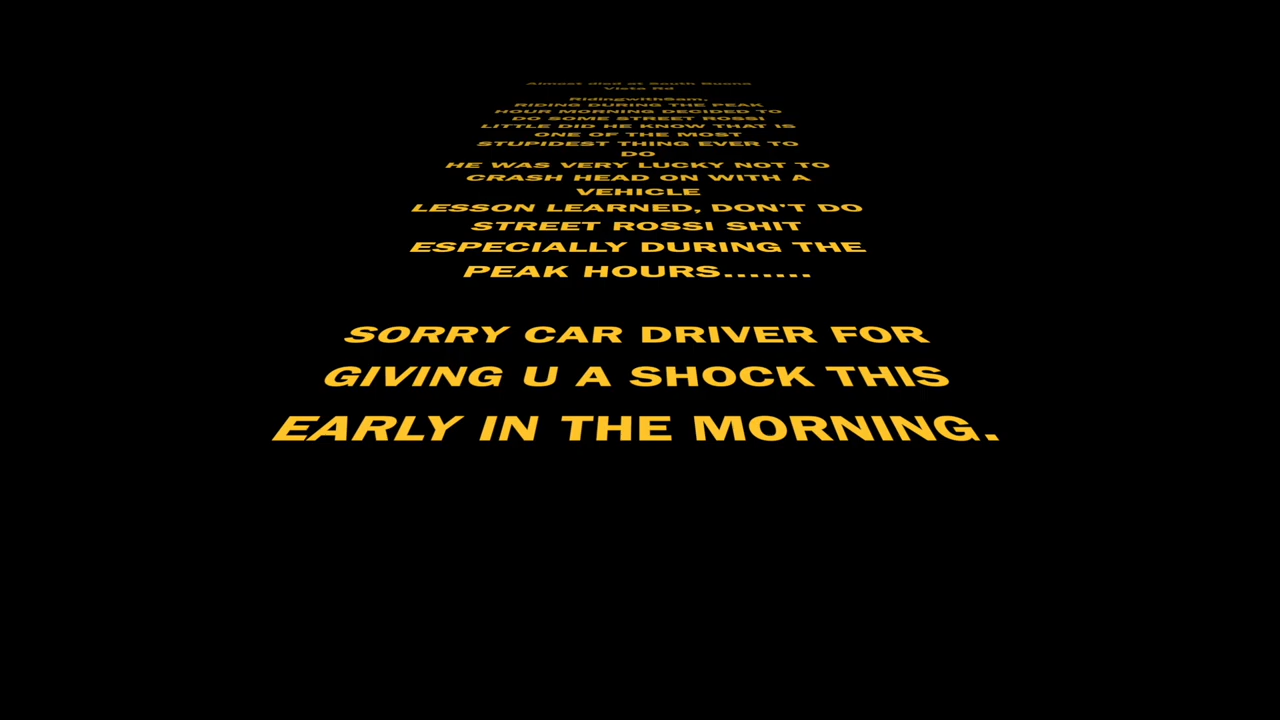 Almost died at South Buona
Vista Rd
RidingwithSam.
RIDING DURING THE PEAK
HOUR MORNING DECIDED TO
DO SOME STREET ROSSI
LITTLE DID HE KNOW THAT IS
ONE OF THE MOST
STUPIDEST THING EVER TO
DO
HE WAS VERY LUCKY NOT TO
CRASH HEAD ON WITH A
VEHICLE
LESSON LEARNED, DON'T DO
STREET ROSSI SHIT
ESPECIALLY DURING THE
PEAK HOURS.......
SORRY CAR DRIVER FOR
GIVING U A SHOCK THIS
EARLY IN THE MORNING.